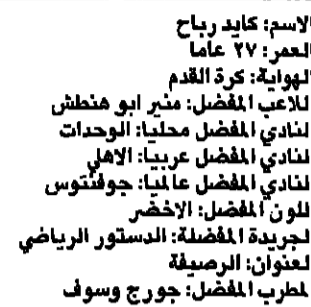 الاسم: كايد رباح
العمر: ٢٧ عاما
الهواية: كرة القدم
للاعب المفضل: منير ابو هنطش
لنادي المفضل محليا: الوحدات
لنادي المفضل عربيا: الاهلي
لنادي المفضل عالميا: جوفنتوس
للون المفضل: الاخضر
لجريدة المفضلة: الدستور الرياضي
لعنوان: الرصيفة
لمطرب المفضل: جورج وسوف